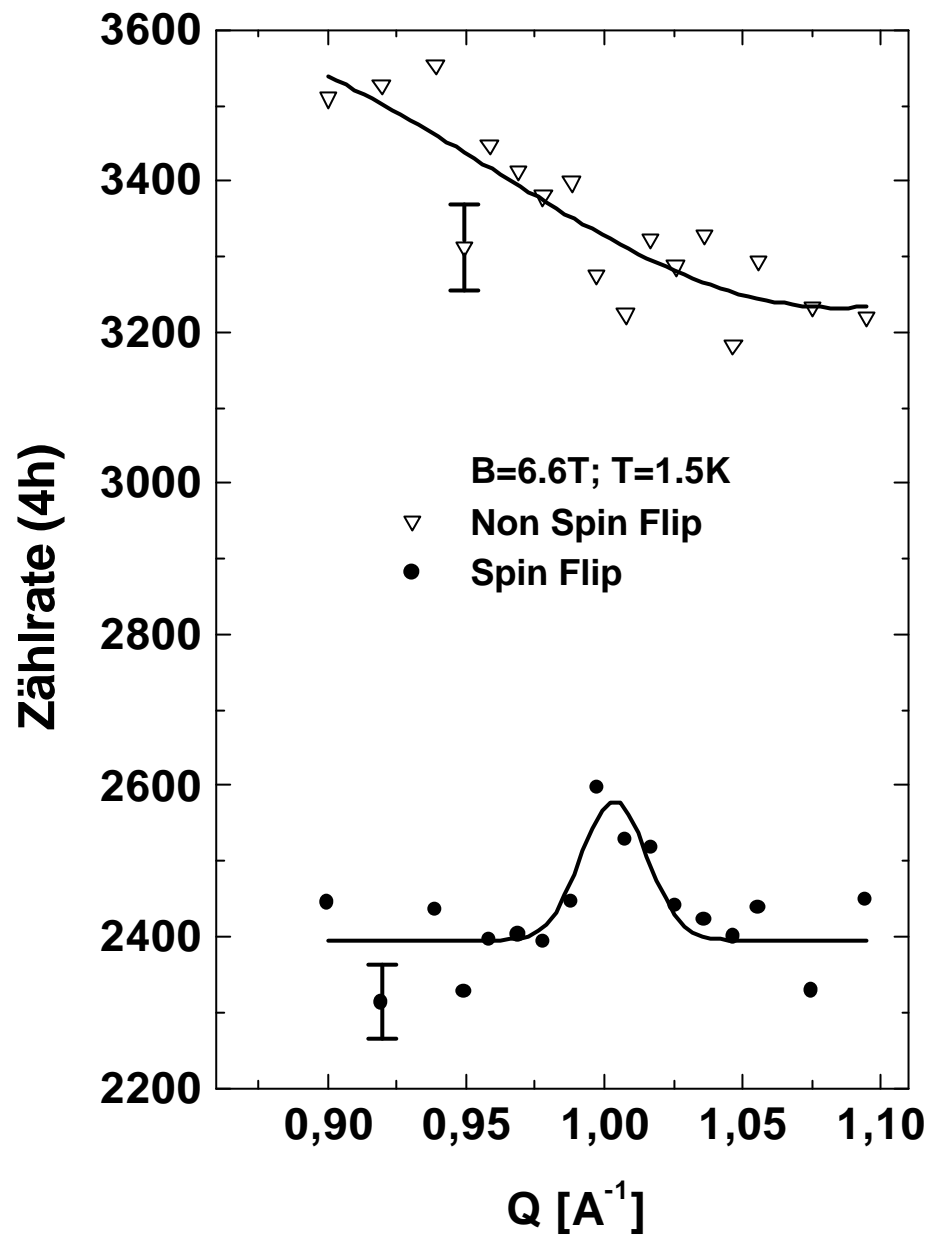 3600
3400
3200
3000
2800
2600
2400
2200
Zählrate (4h)
B=6.6T; T=1.5K
Non Spin Flip
Spin Flip
0,90 0,95 1,00 1,05 1,10
Q [A⁻¹]